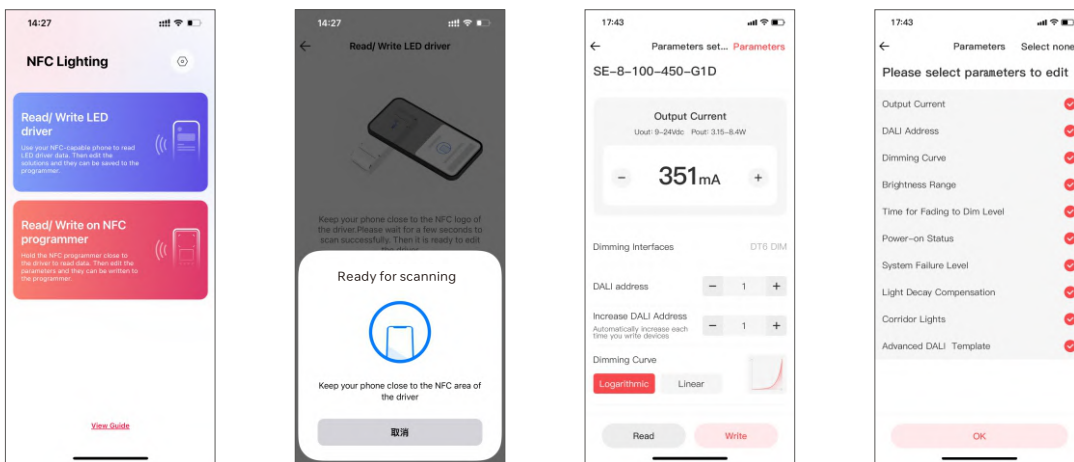 14:27
NFC Lighting
Read/ Write LED
driver
Use your NFC-capable phone to read
LED driver data. Then edit the
solutions and they can be saved to the
programmer.
Read/ Write on NFC
programmer
Hold the NFC programmer close to
the driver to read data. Then edit the
parameters and they can be written to
the programmer.
View Guide
14:27
Read/ Write LED driver
Keep your phone close to the NFC logo of
the driver.Please wait for a few seconds to
scan successfully. Then it is ready to edit
the driver
Ready for scanning
Keep your phone close to the NFC area of
the driver
取消
17:43
Parameters set... Parameters
SE-8-100-450-G1D
Output Current
Uout: 9-24Vdc Pout: 3.15-8.4W
- 351mA +
Dimming Interfaces DT6 DIM
DALI address - 1 +
Increase DALI Address
Automatically increase each
time you write devices
- 1 +
Dimming Curve
Logarithmic Linear
Read Write
17:43
Parameters Select none
Please select parameters to edit
Output Current
DALI Address
Dimming Curve
Brightness Range
Time for Fading to Dim Level
Power-on Status
System Failure Level
Light Decay Compensation
Corridor Lights
Advanced DALI Template
OK